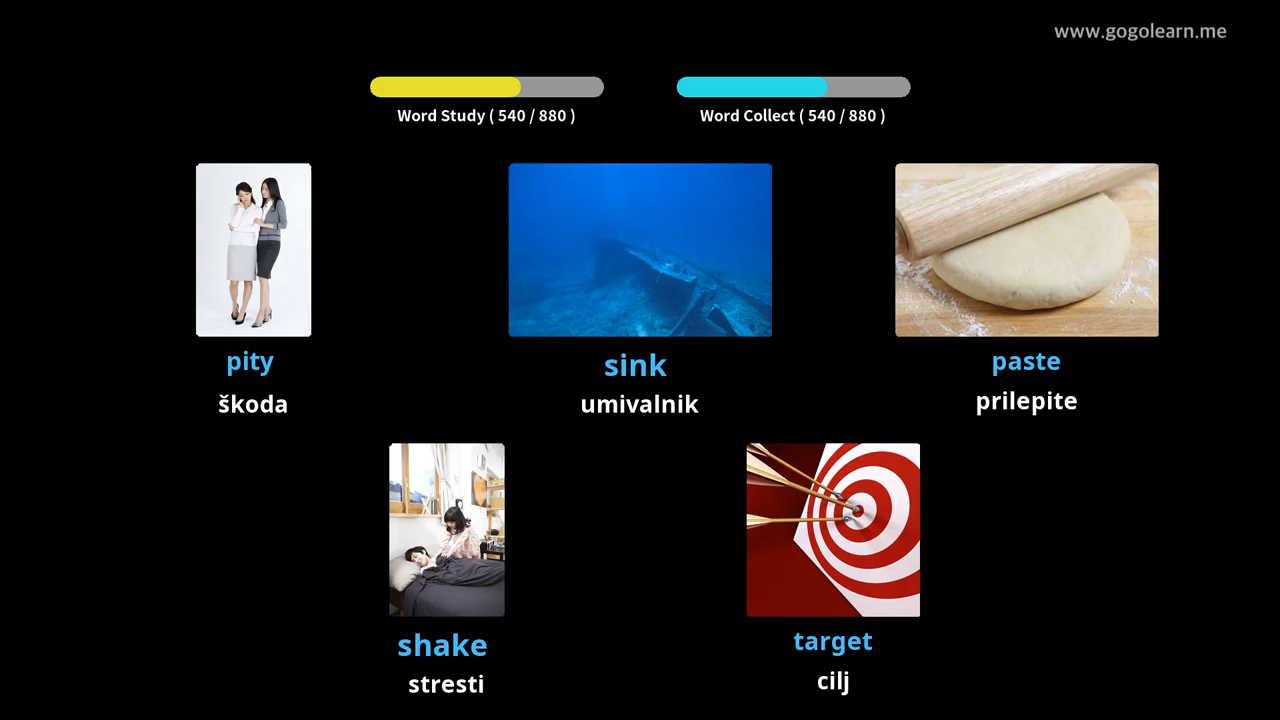 www.gogolearn.me
Word Study ( 540 / 880 )
Word Collect ( 540 / 880 )
pity
škoda
sink
umivalnik
paste
prilepite
shake
stresti
target
cilj